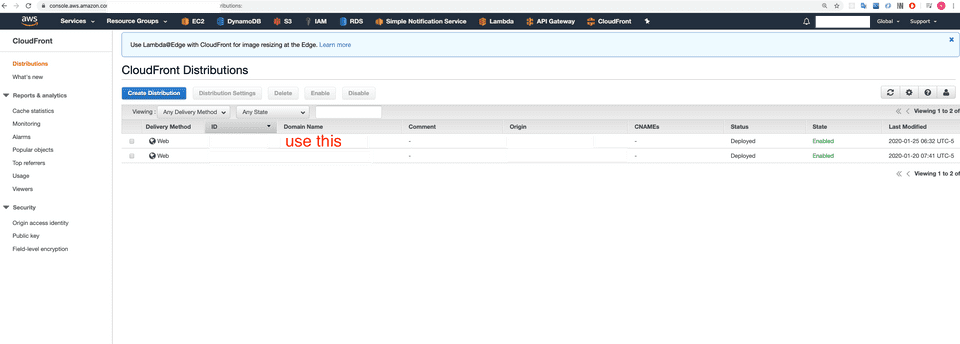 console.aws.amazon.cor
ributions:
aws Services Resource Groups EC2 DynamoDB S3 IAM RDS Simple Notification Service Lambda API Gateway CloudFront Global Support
CloudFront
Distributions
What's new
Reports & analytics
Cache statistics
Monitoring
Alarms
Popular objects
Top referrers
Usage
Viewers
Security
Origin access identity
Public key
Field-level encryption
Use Lambda@Edge with CloudFront for image resizing at the Edge. Learn more
CloudFront Distributions
Create Distribution Distribution Settings Delete Enable Disable
Viewing : Any Delivery Method Any State Viewing 1 to 2 of
Delivery Method ID Domain Name Comment Origin CNAMEs Status State Last Modified
Web use this - - Deployed Enabled 2020-01-25 06:32 UTC-5
Web - - Deployed Enabled 2020-01-20 07:41 UTC-5
Viewing 1 to 2 of